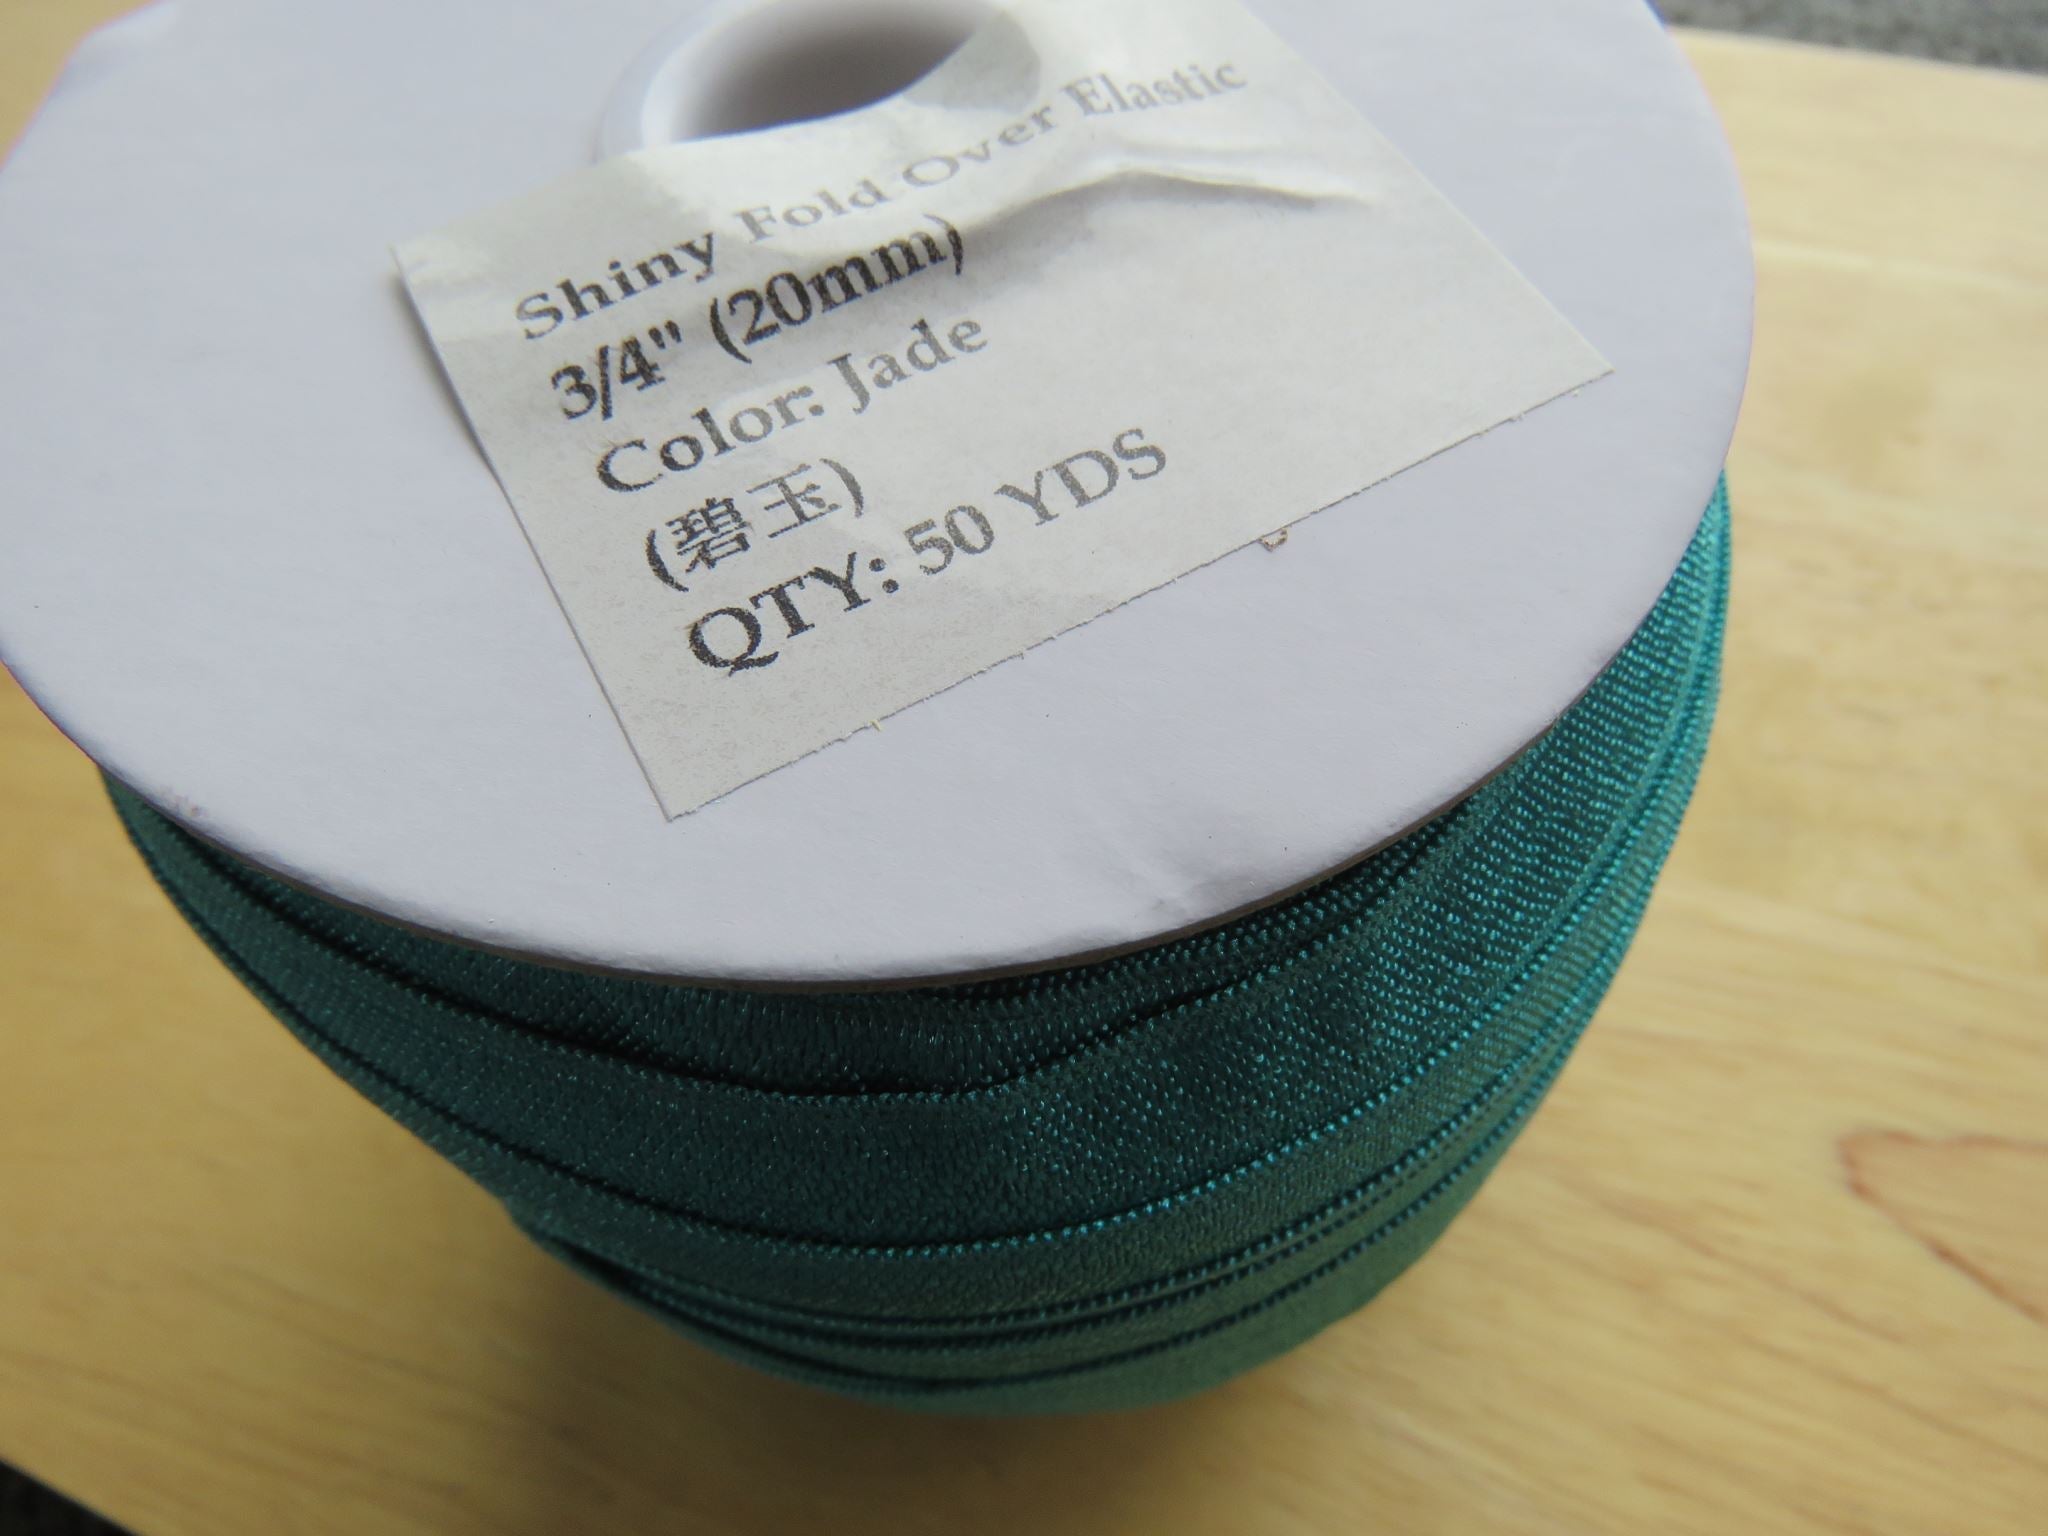 Shiny Fold Over Elastic
3/4" (20mm)
Color: Jade
(碧玉)
QTY: 50 YDS